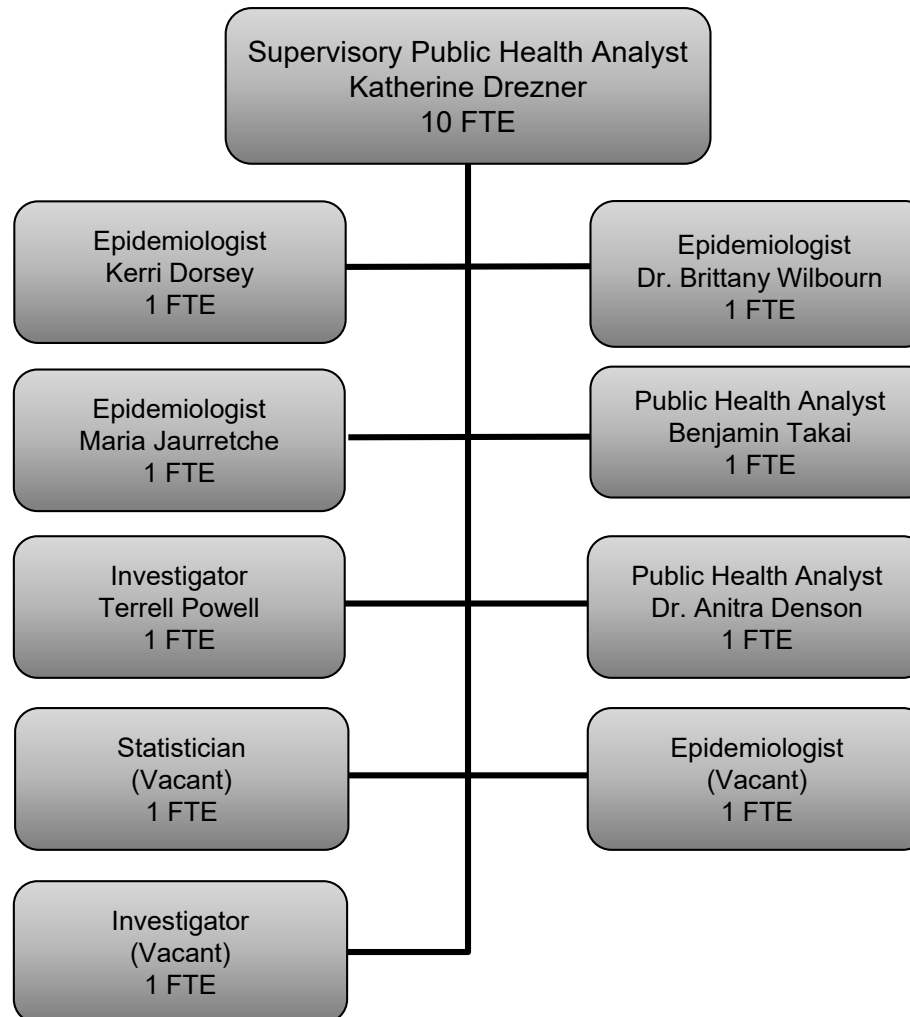 Supervisory Public Health Analyst
Katherine Drezner
10 FTE
Epidemiologist
Kerri Dorsey
1 FTE
Epidemiologist
Dr. Brittany Wilbourn
1 FTE
Epidemiologist
Maria Jaurretche
1 FTE
Public Health Analyst
Benjamin Takai
1 FTE
Investigator
Terrell Powell
1 FTE
Public Health Analyst
Dr. Anitra Denson
1 FTE
Statistician
(Vacant)
1 FTE
Epidemiologist
(Vacant)
1 FTE
Investigator
(Vacant)
1 FTE